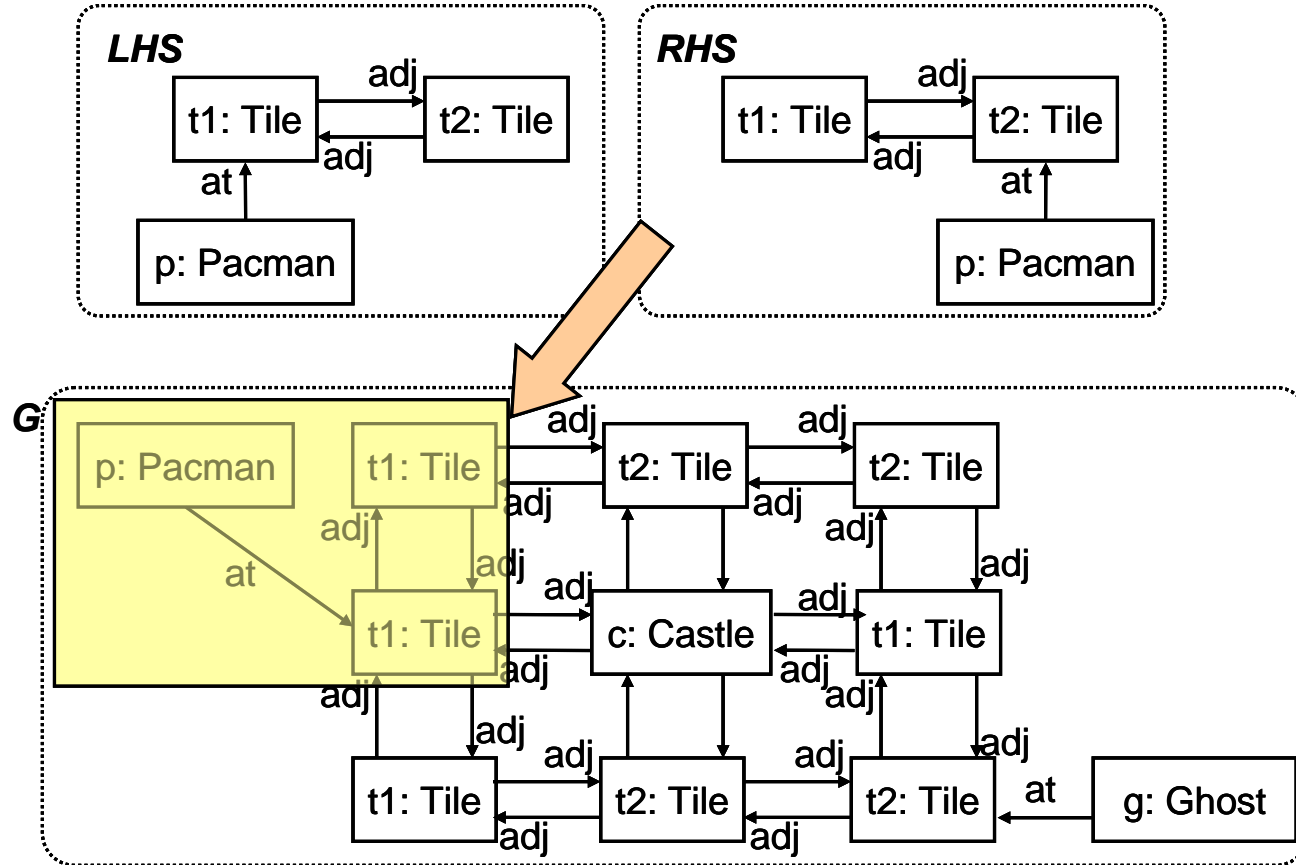 LHS
adj
t1: Tile
t2: Tile
adj
at
p: Pacman
RHS
adj
t1: Tile
t2: Tile
adj
at
p: Pacman
G
adj
adj
p: Pacman
t1: Tile
t2: Tile
t2: Tile
adj
adj
adj
adj
at
adj
adj
adj
adj
t1: Tile
c: Castle
t1: Tile
adj
adj
adj
adj
adj
adj
adj
adj
at
t1: Tile
t2: Tile
t2: Tile
g: Ghost
adj
adj